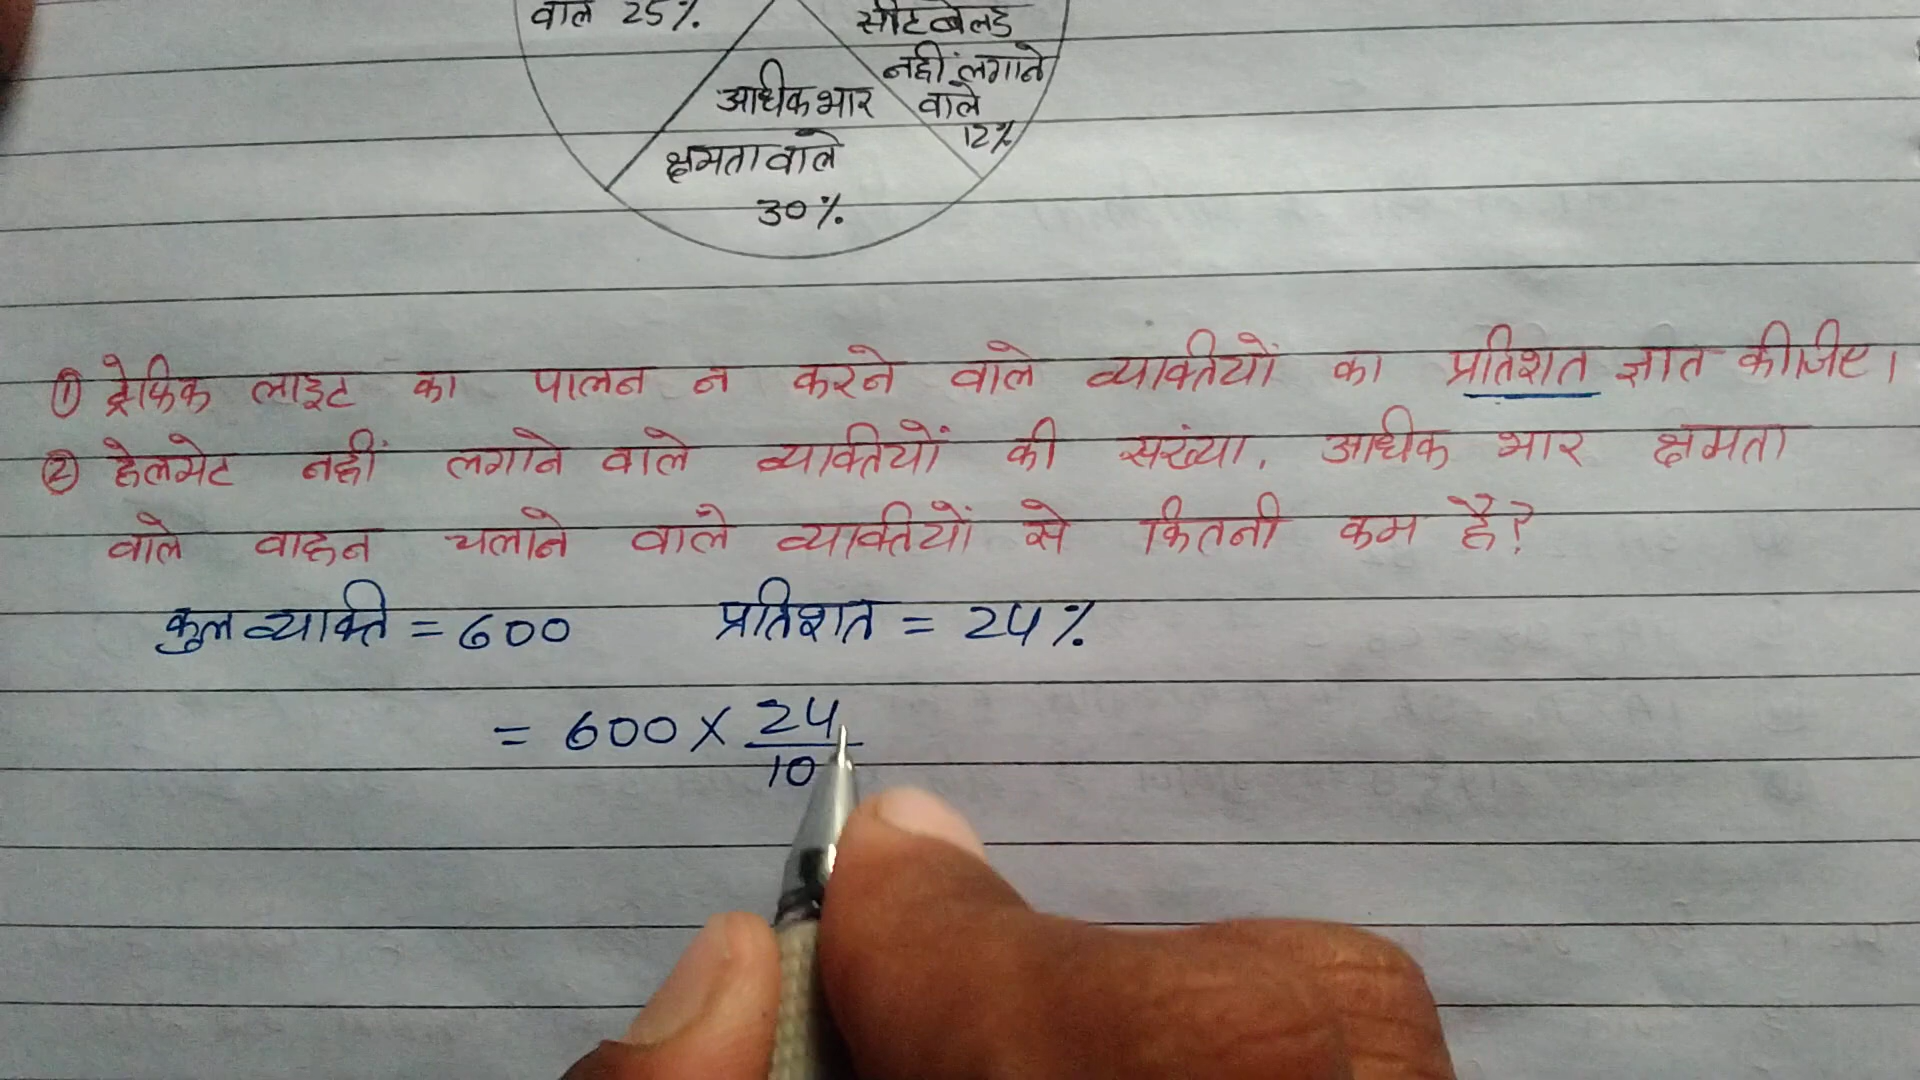 वाले 25%
सीटबेल्ट
नहीं लगाने
वाले
12%
अधिक भार
क्षमता वाले
30%
① ट्रेफिक लाइट का पालन न करने वाले व्यक्तियों का प्रतिशत ज्ञात कीजिए।
② हेलमेट नहीं लगाने वाले व्यक्तियों की सरंव्या, अधिक भार क्षमता
वाले वाहन चलाने वाले व्यक्तियों से कितनी कम है?
कुल व्यक्ति = 600 प्रतिशत = 24%
= 600 × 24
10